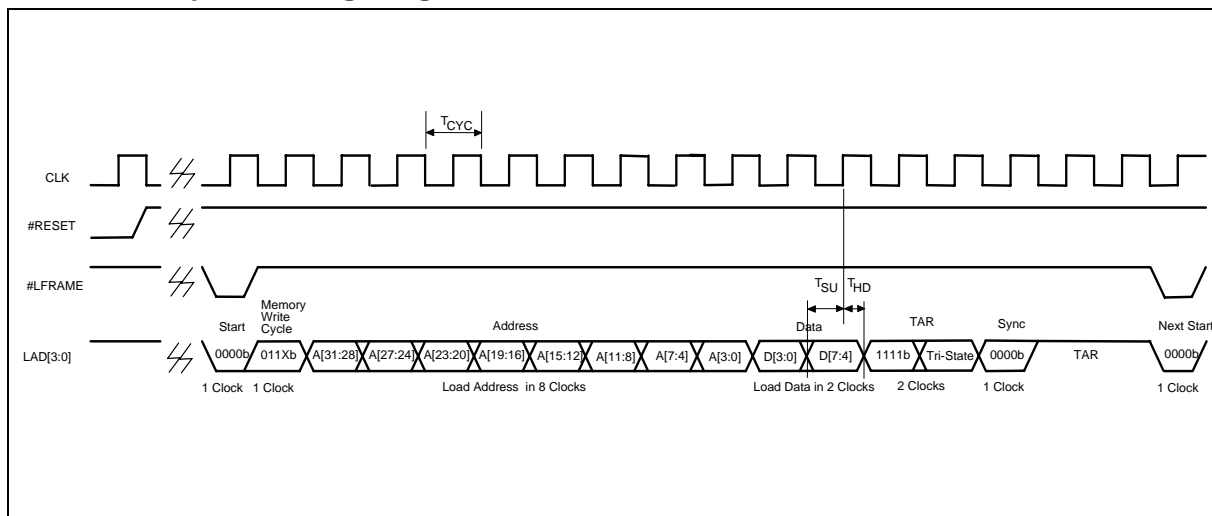 TCYC
CLK
#RESET
#LFRAME
TSU THD
Memory
Write
Cycle
Start Address Data TAR Sync Next Start
LAD[3:0] 0000b 011Xb A[31:28] A[27:24] A[23:20] A[19:16] A[15:12] A[11:8] A[7:4] A[3:0] D[3:0] D[7:4] 1111b Tri-State 0000b TAR 0000b
1 Clock 1 Clock Load Address in 8 Clocks Load Data in 2 Clocks 2 Clocks 1 Clock 1 Clock